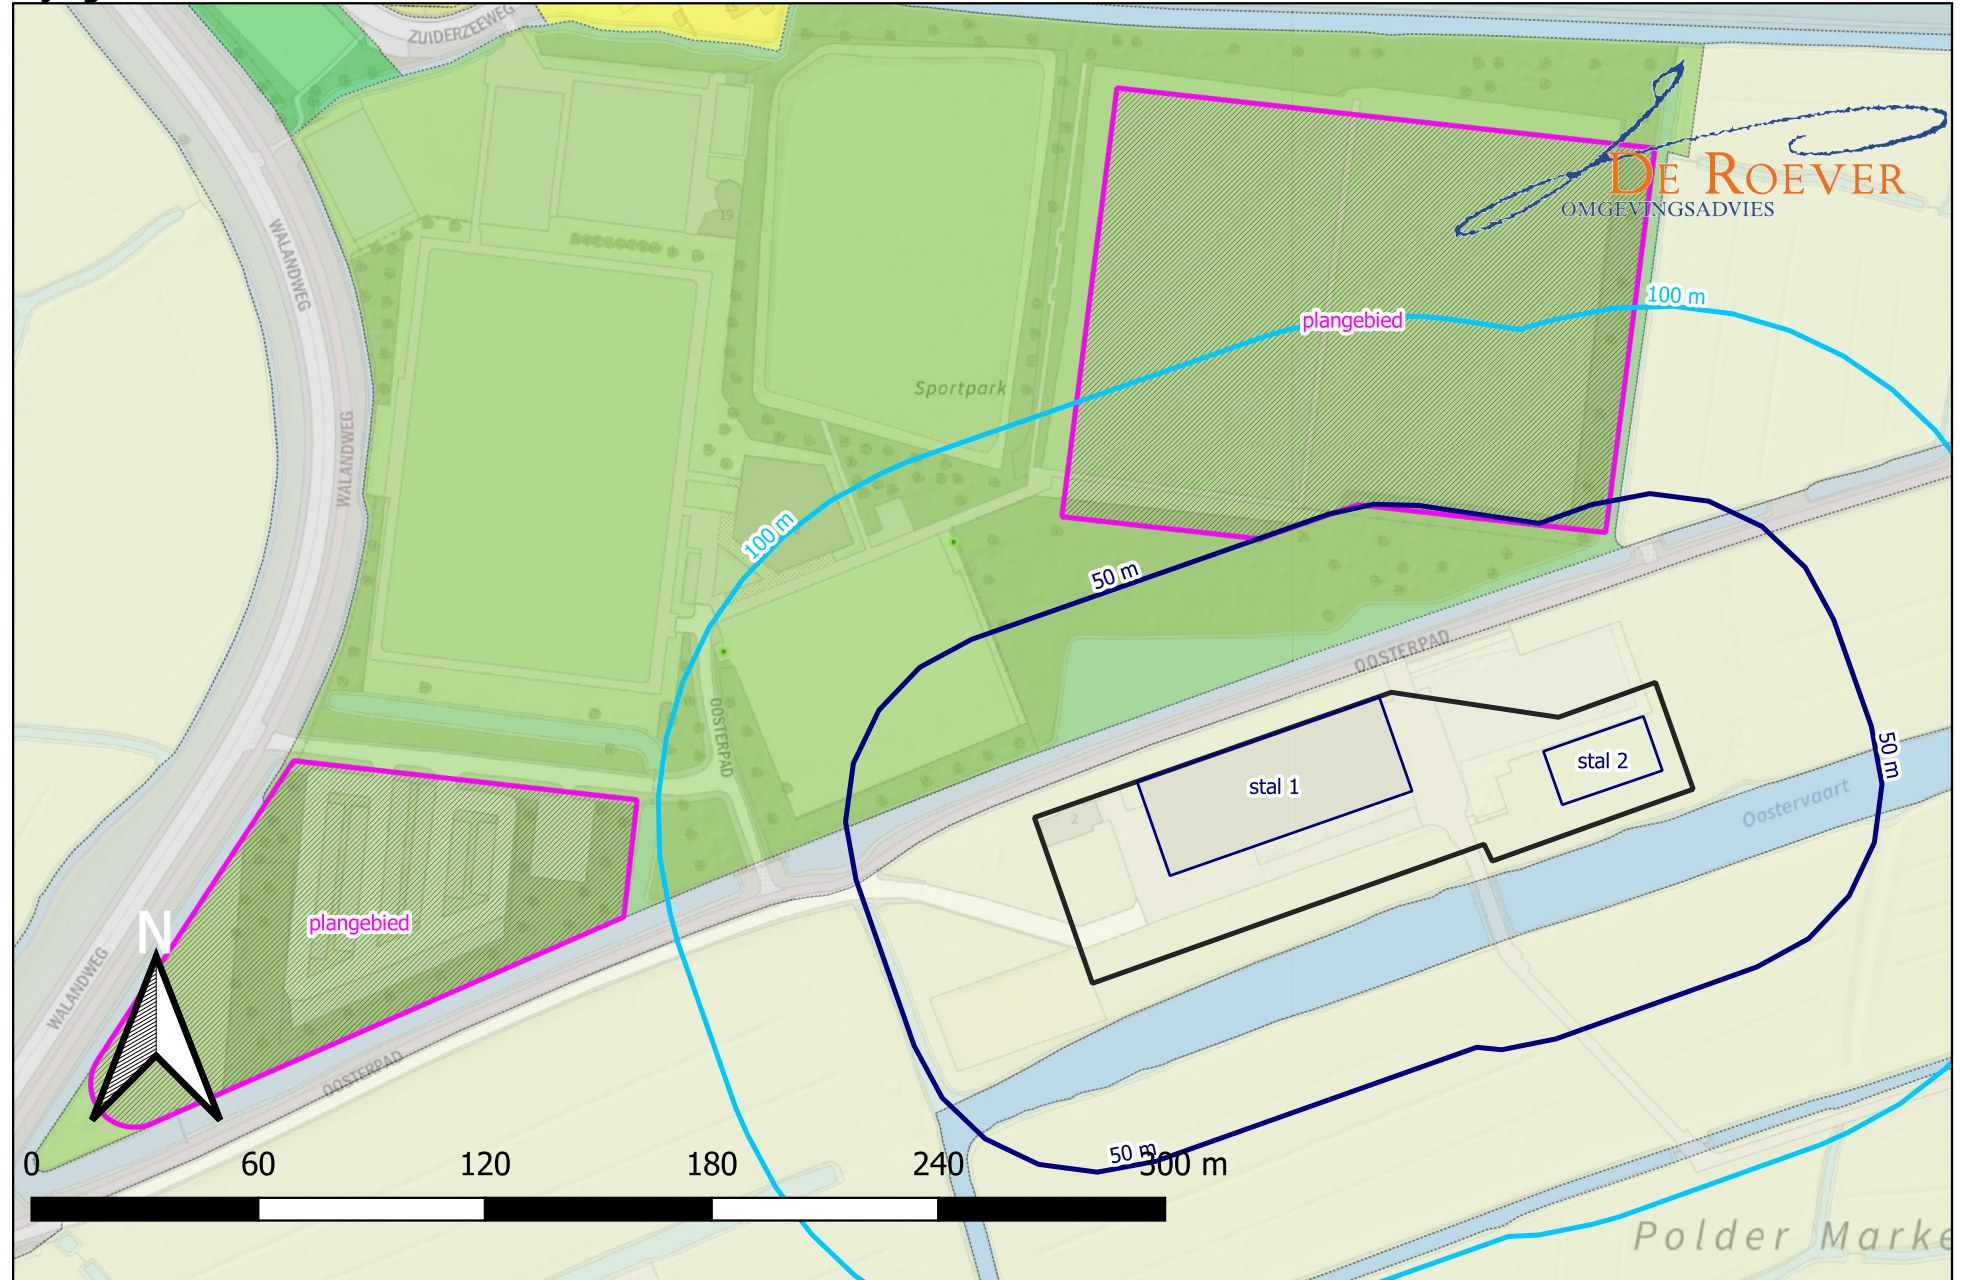 ZUIDERZEEWEG
DE ROEVER
OMGEVINGSADVIES
19
WALANDWEG
100 m
plangebied
Sportpark
WALANDWEG
100 m
50 m
OOSTERPAD
OOSTERPAD
50 m
stal 2
stal 1
Oostervaart
2
plangebied
N
WALANDWEG
OOSTERPAD
50 m
0 60 120 180 240 300 m
Polder Marke